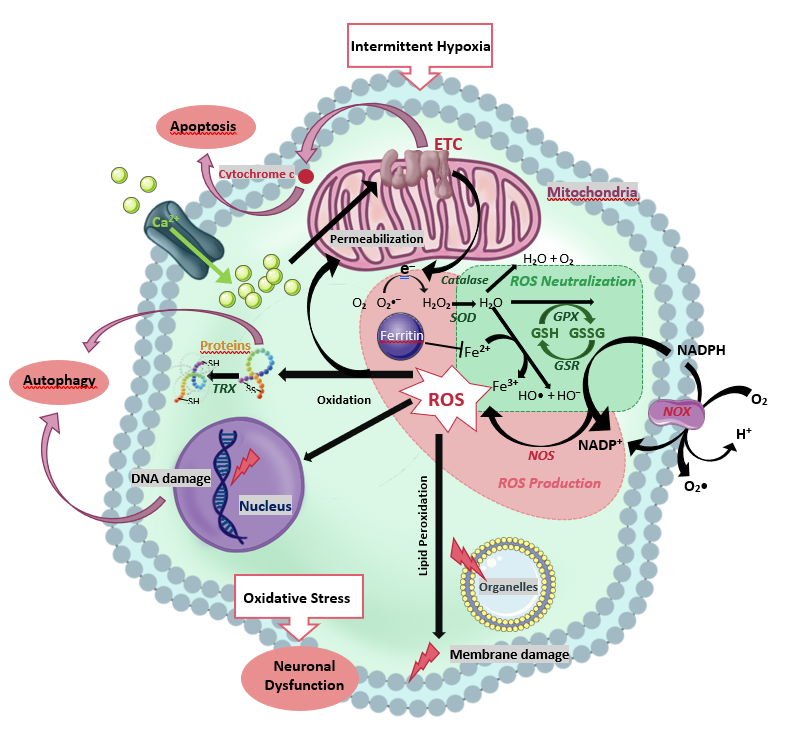 Intermittent Hypoxia
Apoptosis
ETC
Cytochrome c
Mitochondria
Ca²⁺
Permeabilization
e
Catalase
H₂O + O₂
ROS Neutralization
O₂ O₂•⁻ H₂O₂ H₂O
SOD
GPX
GSH GSSG
GSR
Ferritin
Fe²⁺
Fe³⁺
HO• + HO⁻
NADPH
NOX
O₂
H⁺
O₂•
NADP⁺
NOS
ROS Production
ROS
Proteins
SH
SH
S
S
TRX
Oxidation
Autophagy
DNA damage
Nucleus
Lipid Peroxidation
Organelles
Membrane damage
Oxidative Stress
Neuronal
Dysfunction